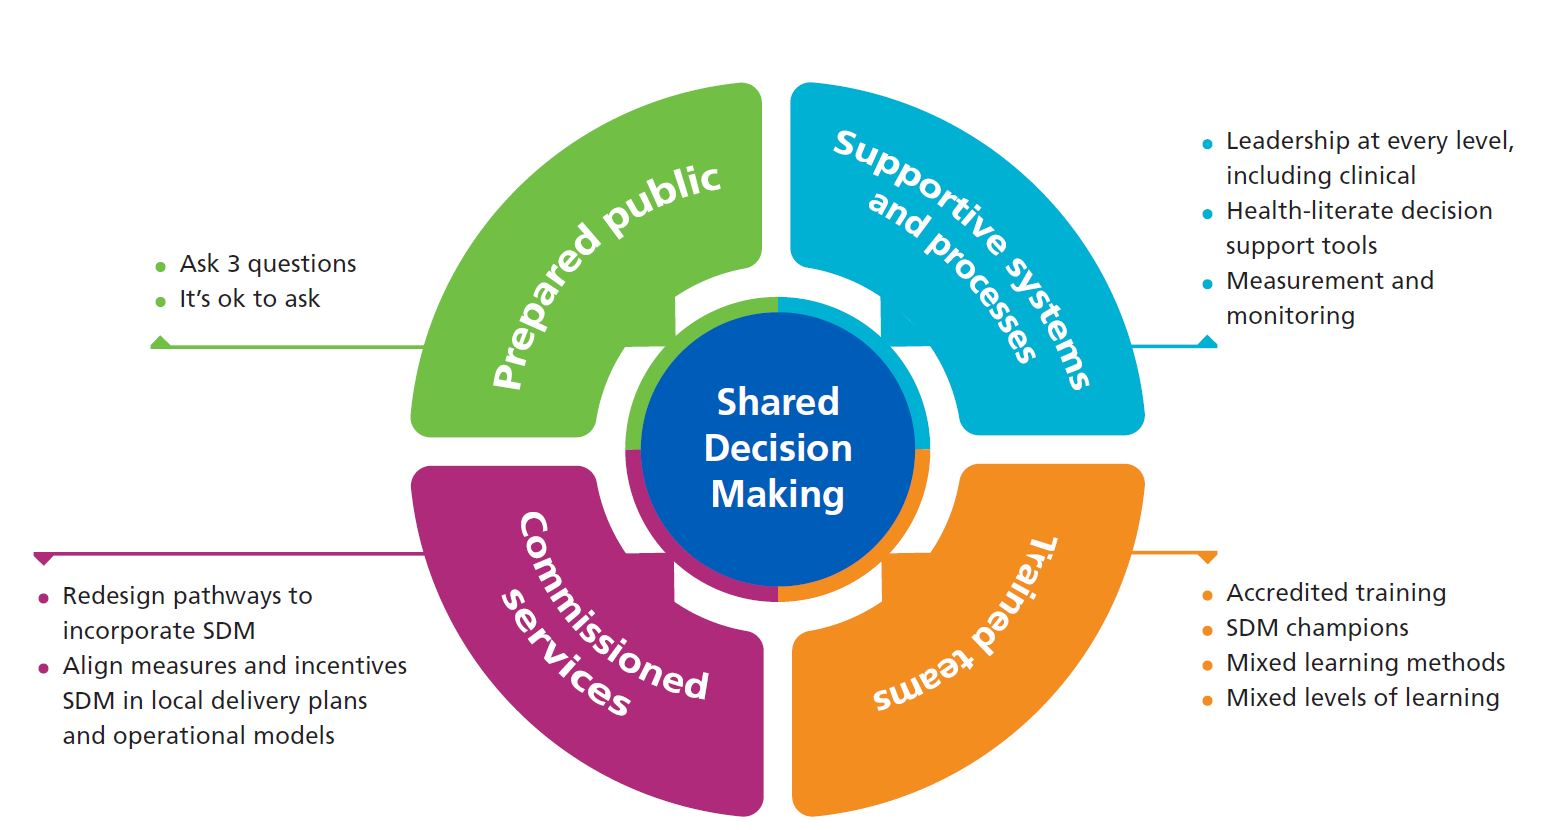 Prepared public
Supportive systems
and processes
Leadership at every level,
including clinical
Health-literate decision
support tools
Measurement and
monitoring
Ask 3 questions
It’s ok to ask
Shared
Decision
Making
Commissioned
services
Trained teams
Redesign pathways to
incorporate SDM
Align measures and incentives
SDM in local delivery plans
and operational models
Accredited training
SDM champions
Mixed learning methods
Mixed levels of learning